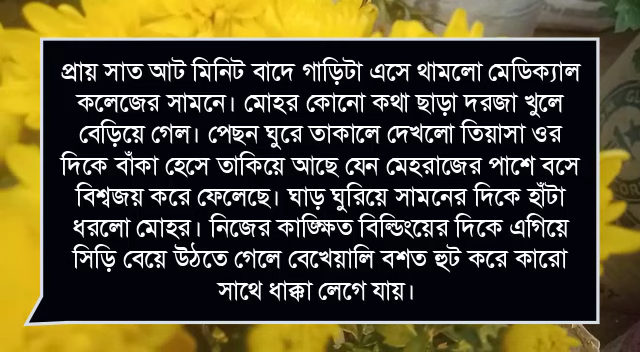 প্রায় সাত আট মিনিট বাদে গাড়িটা এসে থামলো মেডিক্যাল
কলেজের সামনে। মোহর কোনো কথা ছাড়া দরজা খুলে
বেড়িয়ে গেল। পেছন ঘুরে তাকালে দেখলো তিয়াসা ওর
দিকে বাঁকা হেসে তাকিয়ে আছে যেন মেহরাজের পাশে বসে
বিশ্বজয় করে ফেলেছে। ঘাড় ঘুরিয়ে সামনের দিকে হাঁটা
ধরলো মোহর। নিজের কাঙ্ক্ষিত বিল্ডিংয়ের দিকে এগিয়ে
সিড়ি বেয়ে উঠতে গেলে বেখেয়ালি বশত হুট করে কারো
সাথে ধাক্কা লেগে যায়।